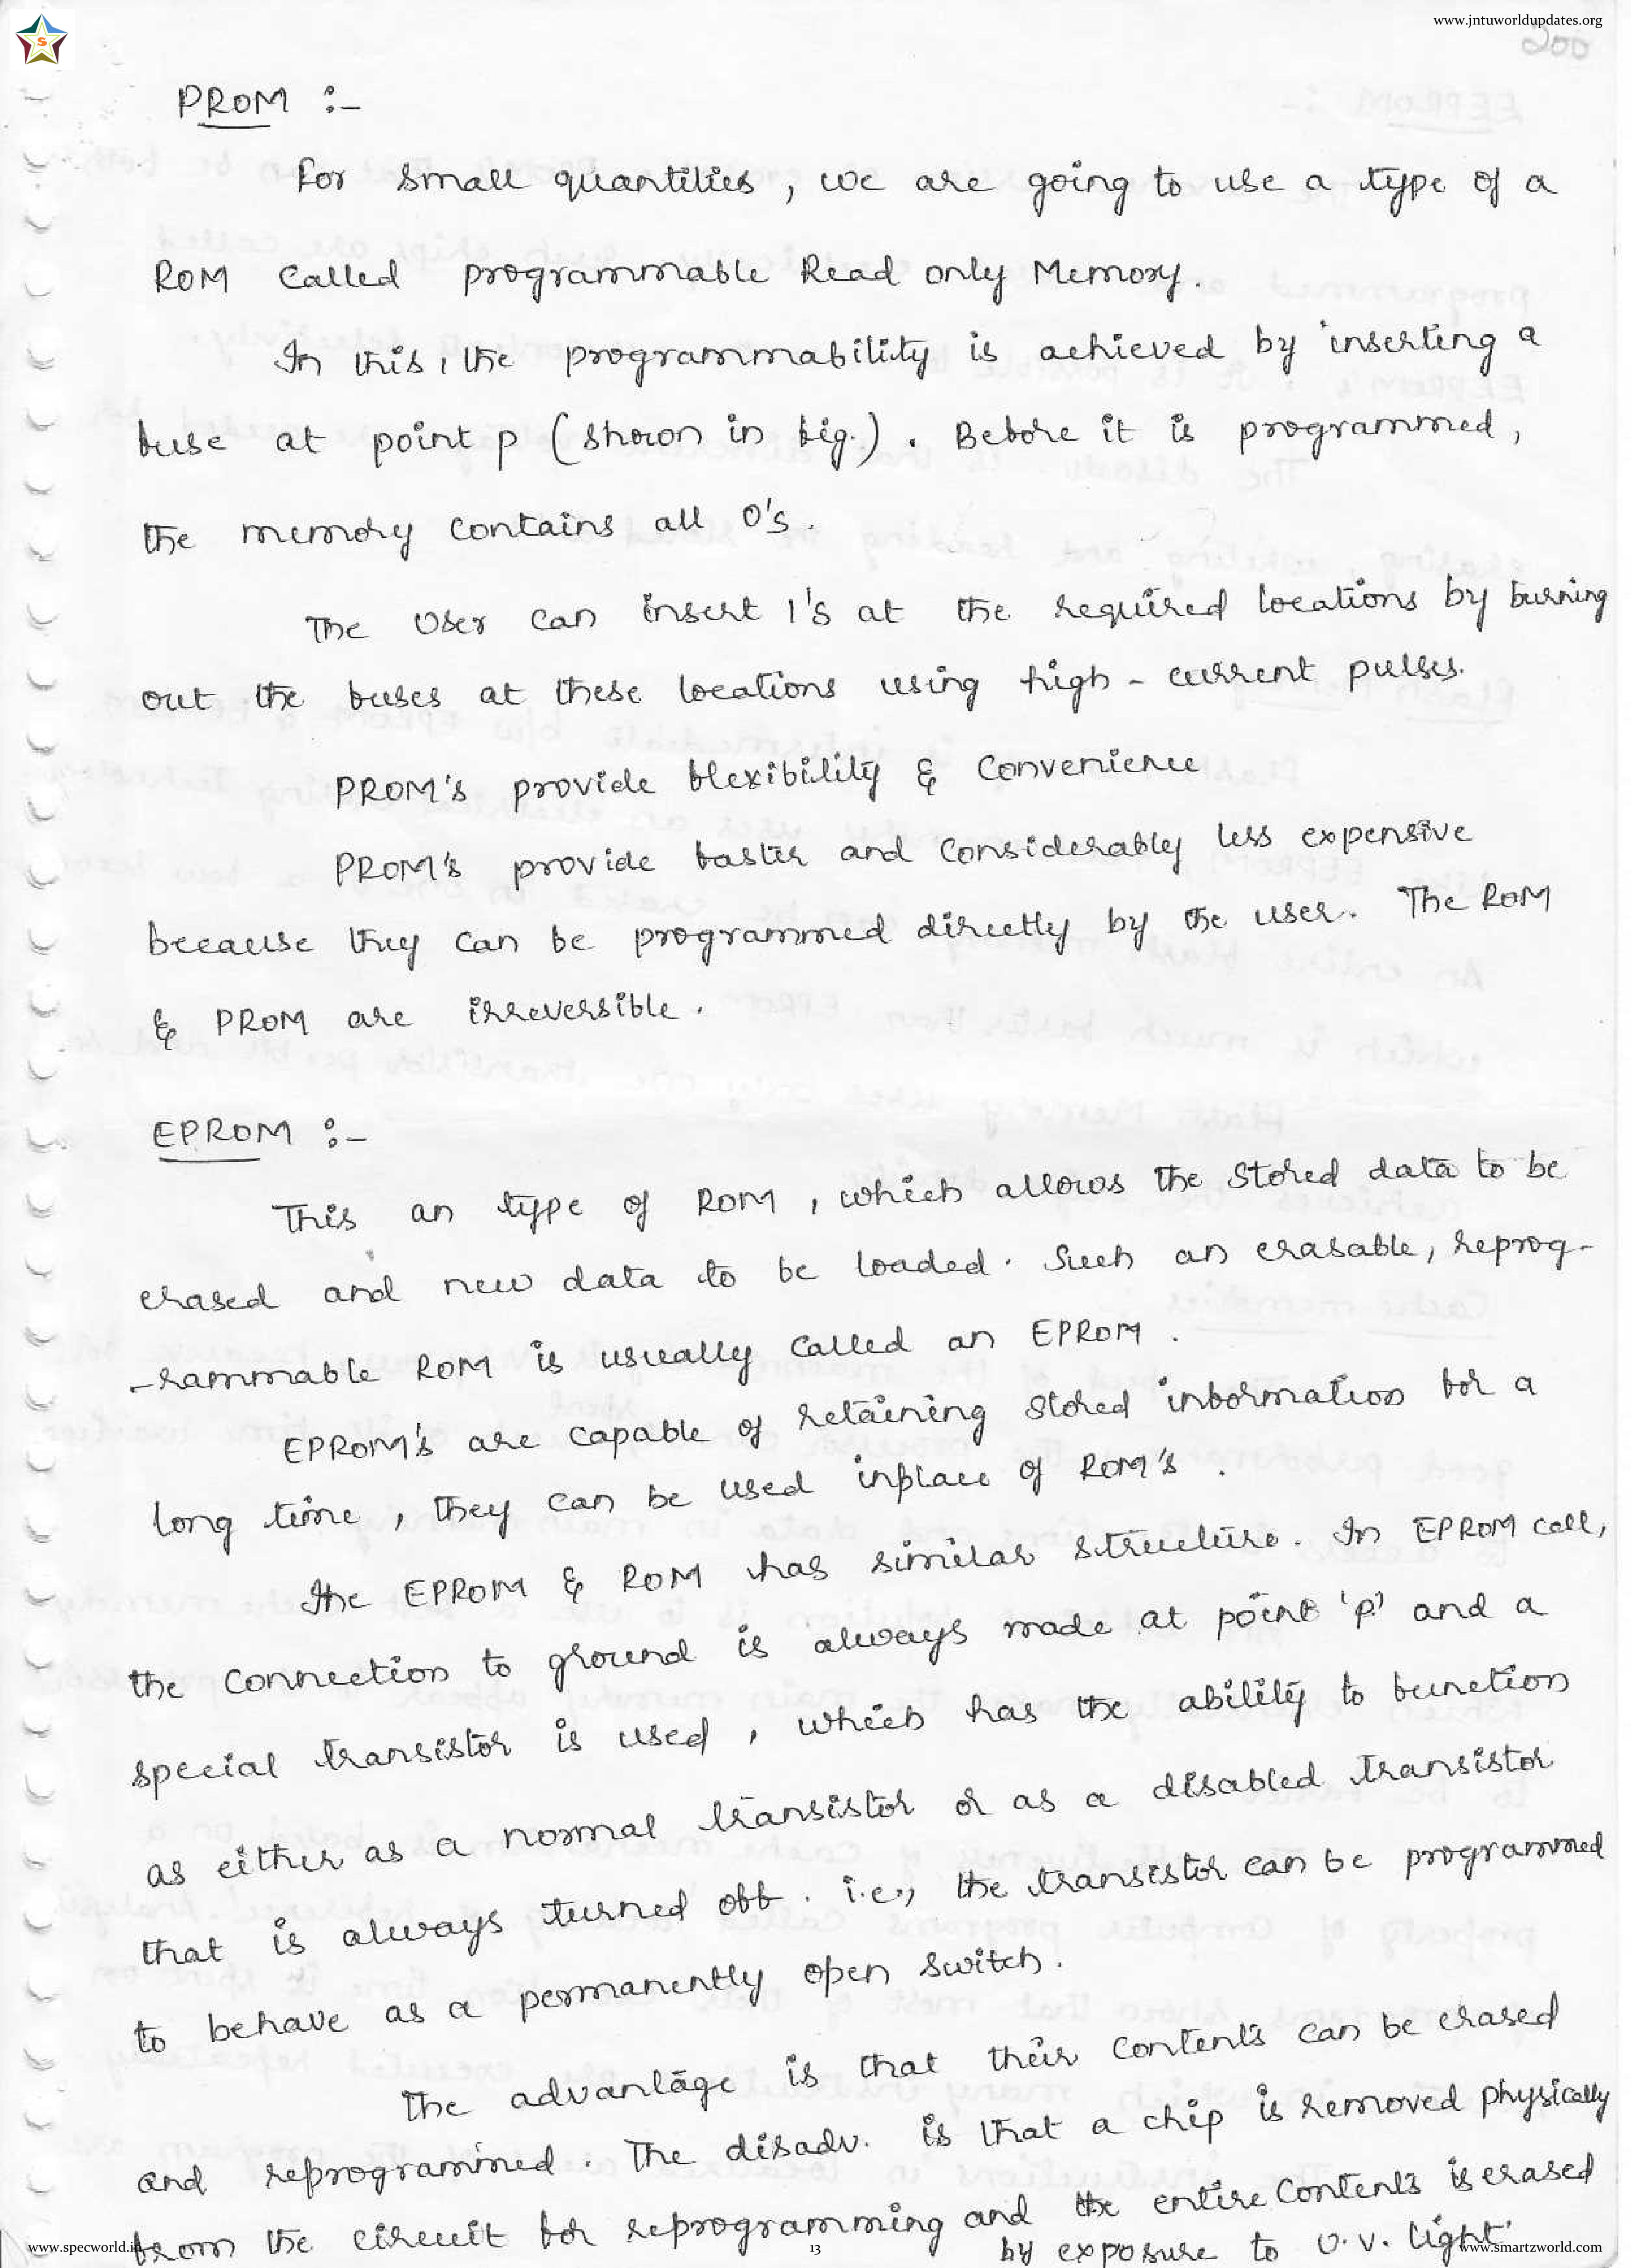 www.jntuworldupdates.org
200
PROM :-
For small quantities, we are going to use a type of a
ROM called programmable Read only Memory.
In this, the programmability is achieved by inserting a
fuse at point p (shown in fig.). Before it is programmed,
the memory contains all 0's.
The user can insert 1's at the required locations by burning
out the fuses at these locations using high-current pulses.
PROM's provide flexibility & convenience
PROM's provide faster and considerably less expensive
because they can be programmed directly by the user. The ROM
& PROM are irreversible.
EPROM :-
This an type of ROM, which allows the stored data to be
erased and new data to be loaded. Such an erasable, reprog-
-rammable ROM is usually called an EPROM.
EPROM's are capable of retaining stored information for a
long time, they can be used inplace of ROM's.
The EPROM & ROM has similar structure. In EPROM cell,
the connection to ground is always made at point 'p' and a
special transistor is used, which has the ability to function
as either as a normal transistor or as a disabled transistor
that is always turned off. i.e., the transistor can be programmed
to behave as a permanently open switch.
The advantage is that their contents can be erased
and reprogrammed. The disadv. is that a chip is removed physically
from the circuit for reprogramming and the entire contents is erased
by exposure to U.V. light.
www.specworld.in
13
www.smartzworld.com